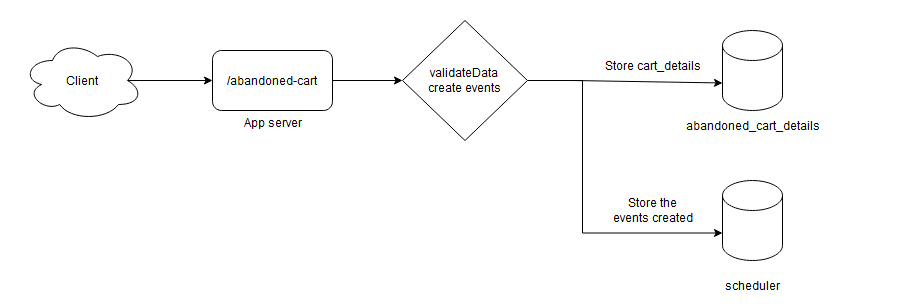 Client
/abandoned-cart
App server
validateData
create events
Store cart_details
abandoned_cart_details
Store the
events created
scheduler